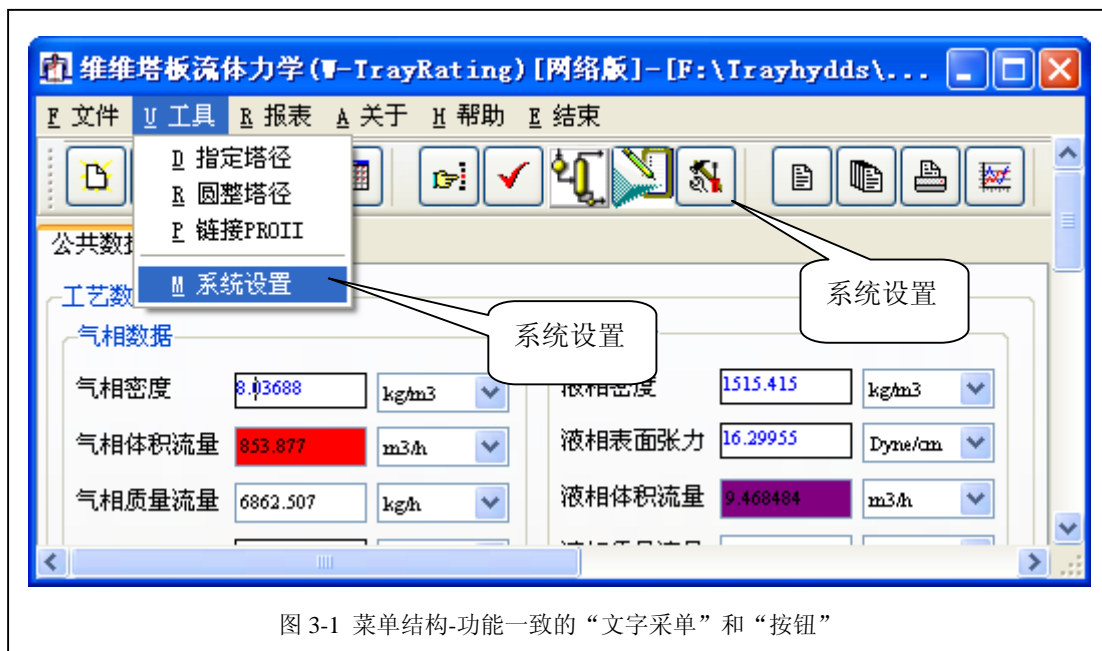 维维塔板流体力学(W-TrayRating)[网络版]-[F:\Trayhydds\...
F 文件 U 工具 R 报表 A 关于 H 帮助 E 结束
D 指定塔径
R 圆整塔径
P 链接PROII
M 系统设置
公共数据
系统设置
系统设置
工艺数
气相数据
气相密度 8.03688 kg/m3 液相密度 1515.415 kg/m3
气相体积流量 853.877 m3/h 液相表面张力 16.29955 Dyne/cm
气相质量流量 6862.507 kg/h 液相体积流量 9.468484 m3/h
图 3-1 菜单结构-功能一致的“文字采单”和“按钮”